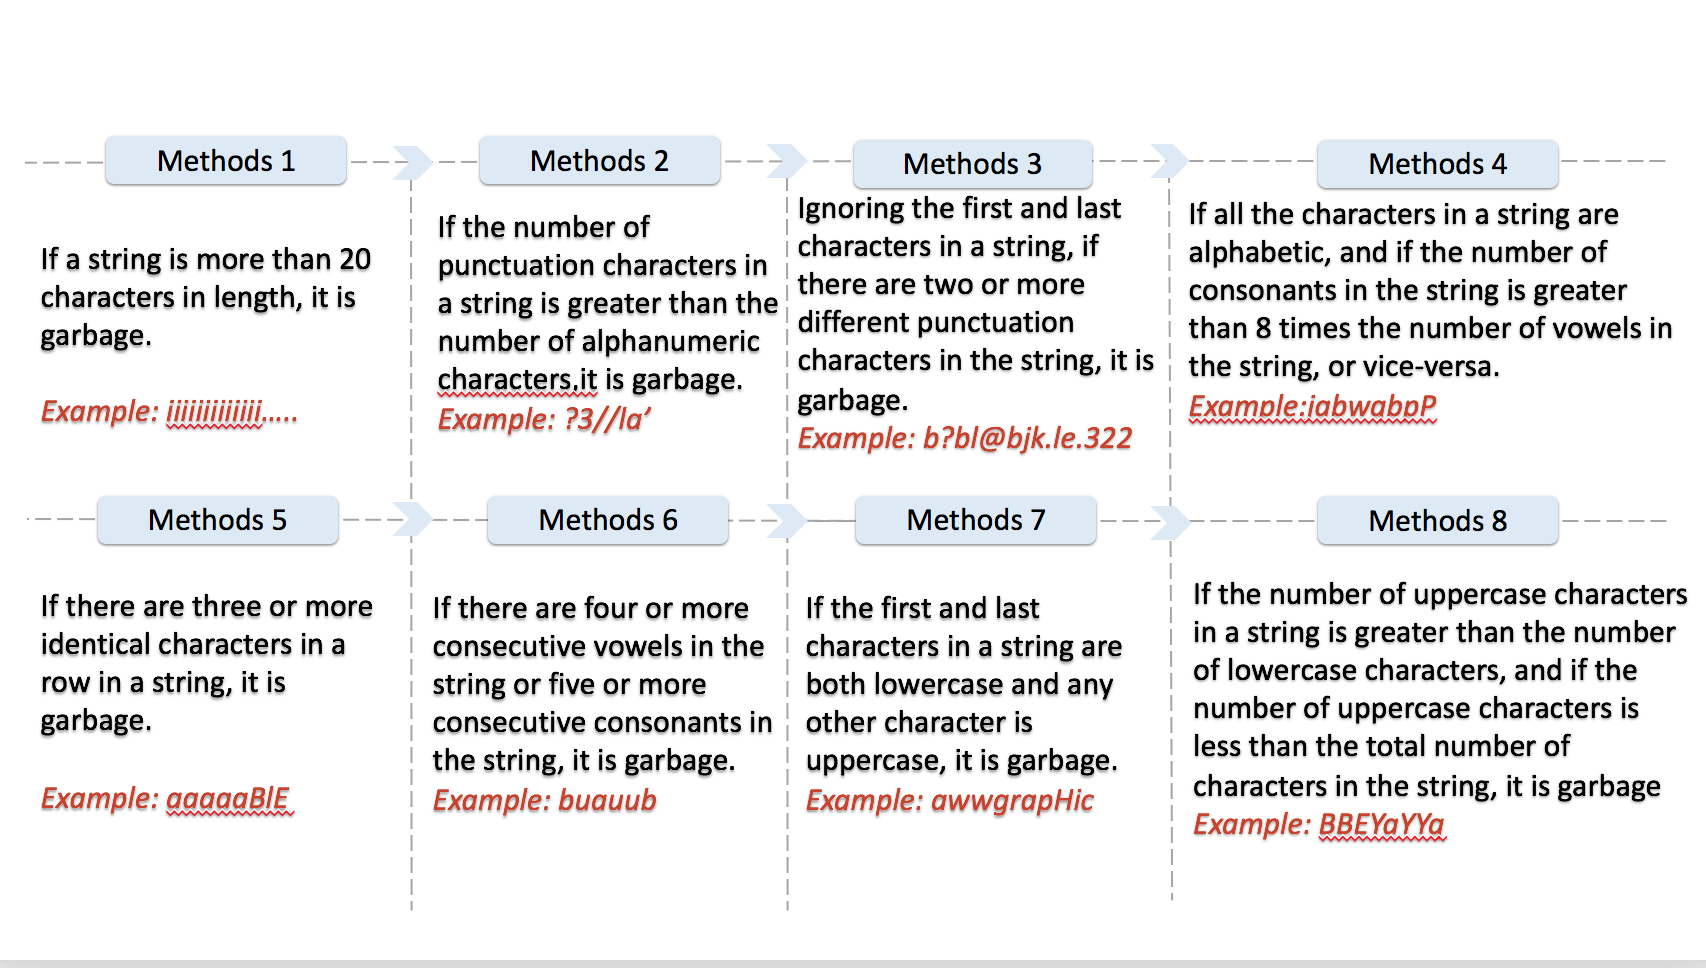 Methods 1
If a string is more than 20
characters in length, it is
garbage.
Example: iiiiiiiiiiiii.....
Methods 2
If the number of
punctuation characters in
a string is greater than the
number of alphanumeric
characters,it is garbage.
Example: ?3//la’
Methods 3
Ignoring the first and last
characters in a string, if
there are two or more
different punctuation
characters in the string, it is
garbage.
Example: b?bl@bjk.le.322
Methods 4
If all the characters in a string are
alphabetic, and if the number of
consonants in the string is greater
than 8 times the number of vowels in
the string, or vice-versa.
Example:iabwabpP
Methods 5
If there are three or more
identical characters in a
row in a string, it is
garbage.
Example: aaaaaBlE
Methods 6
If there are four or more
consecutive vowels in the
string or five or more
consecutive consonants in
the string, it is garbage.
Example: buauub
Methods 7
If the first and last
characters in a string are
both lowercase and any
other character is
uppercase, it is garbage.
Example: awwgrapHic
Methods 8
If the number of uppercase characters
in a string is greater than the number
of lowercase characters, and if the
number of uppercase characters is
less than the total number of
characters in the string, it is garbage
Example: BBEYaYYa